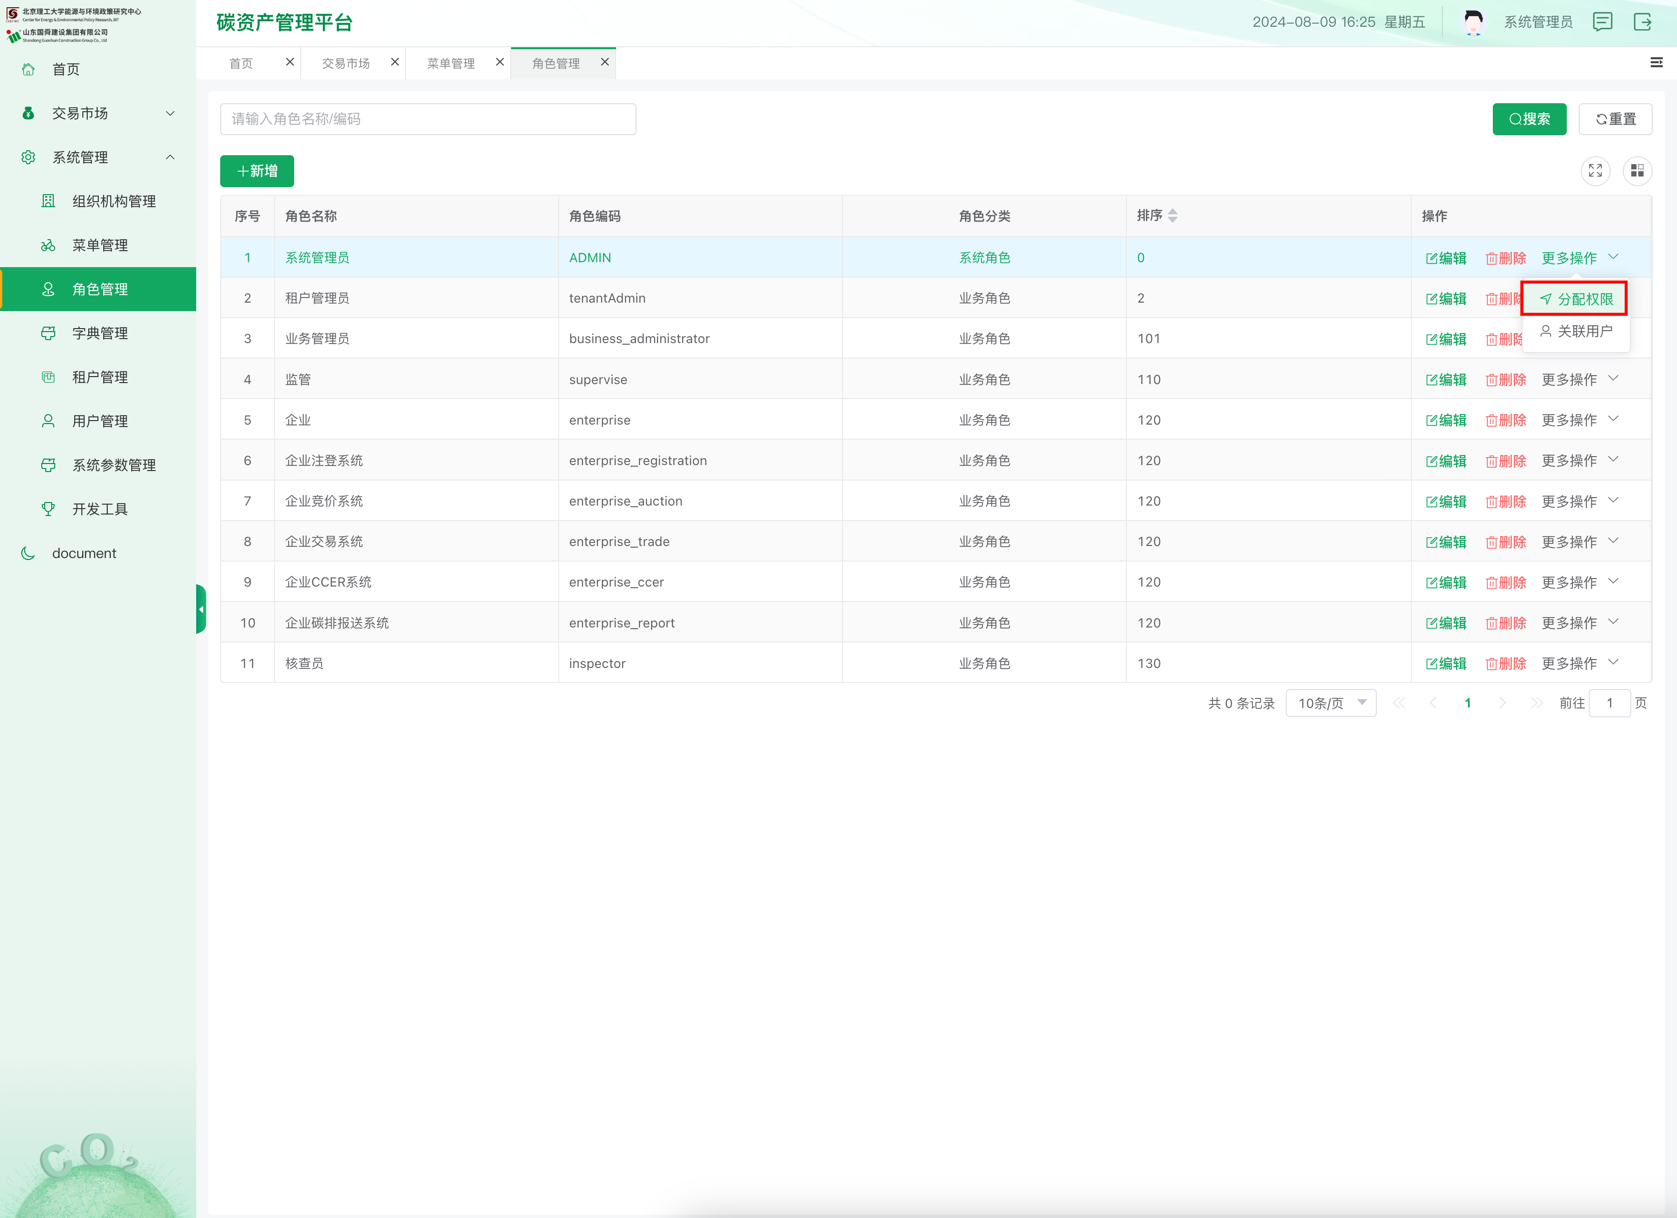 北京理工大学能源与环境政策研究中心
Center for Energy & Environmental Policy Research, BIT
山东国舜建设集团有限公司
Shandong Guoshun Construction Group Co., Ltd
碳资产管理平台
2024-08-09 16:25 星期五
系统管理员
首页
交易市场
系统管理
组织机构管理
菜单管理
角色管理
字典管理
租户管理
用户管理
系统参数管理
开发工具
document
CO2
首页 交易市场 菜单管理 角色管理
请输入角色名称/编码
搜索 重置
新增
序号 角色名称 角色编码 角色分类 排序 操作
1 系统管理员 ADMIN 系统角色 0 编辑 删除 更多操作
2 租户管理员 tenantAdmin 业务角色 2 编辑 删除
分配权限
3 业务管理员 business_administrator 业务角色 101 编辑 删除
关联用户
4 监管 supervise 业务角色 110 编辑 删除 更多操作
5 企业 enterprise 业务角色 120 编辑 删除 更多操作
6 企业注登系统 enterprise_registration 业务角色 120 编辑 删除 更多操作
7 企业竞价系统 enterprise_auction 业务角色 120 编辑 删除 更多操作
8 企业交易系统 enterprise_trade 业务角色 120 编辑 删除 更多操作
9 企业CCER系统 enterprise_ccer 业务角色 120 编辑 删除 更多操作
10 企业碳排报送系统 enterprise_report 业务角色 120 编辑 删除 更多操作
11 核查员 inspector 业务角色 130 编辑 删除 更多操作
共 0 条记录 10条/页 1 前往 1 页